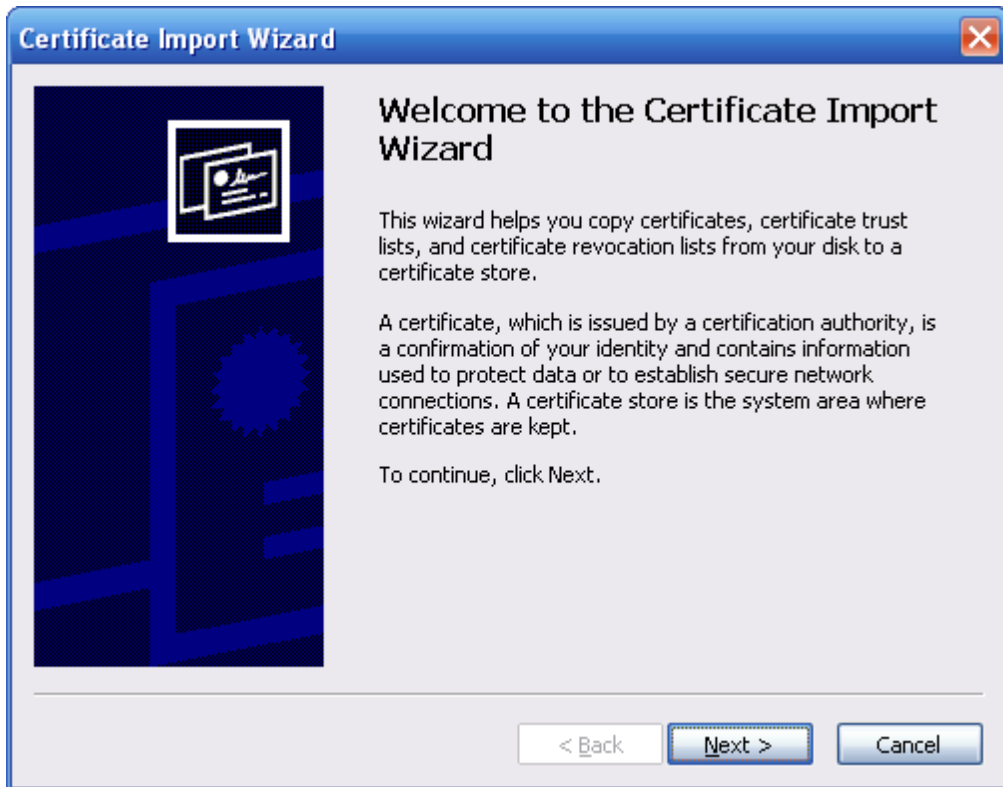 Certificate Import Wizard
Welcome to the Certificate Import
Wizard
This wizard helps you copy certificates, certificate trust
lists, and certificate revocation lists from your disk to a
certificate store.
A certificate, which is issued by a certification authority, is
a confirmation of your identity and contains information
used to protect data or to establish secure network
connections. A certificate store is the system area where
certificates are kept.
To continue, click Next.
< Back Next > Cancel